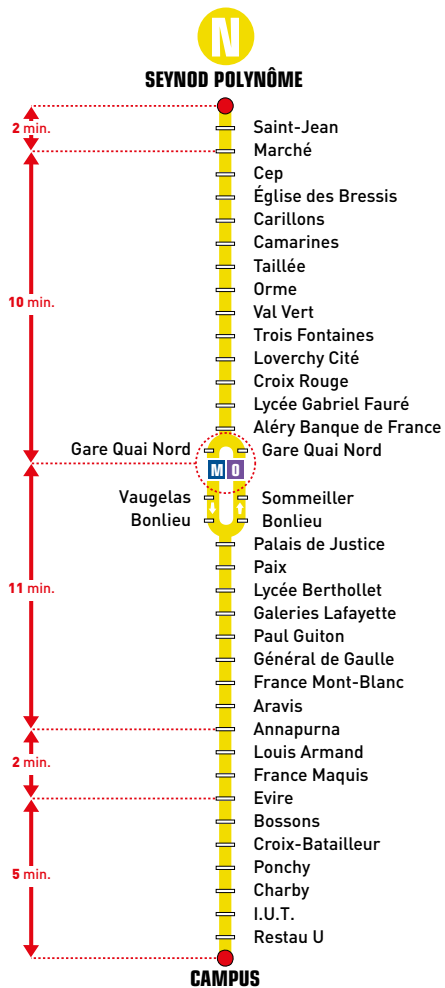 N
SEYNOD POLYNÔME
2 min.
Saint-Jean
Marché
Cep
Église des Bressis
Carillons
Camarines
Taillée
Orme
10 min.
Val Vert
Trois Fontaines
Loverchy Cité
Croix Rouge
Lycée Gabriel Fauré
Aléry Banque de France
Gare Quai Nord
Gare Quai Nord
M O
Vaugelas
Sommeiller
Bonlieu
Bonlieu
Palais de Justice
Paix
11 min.
Lycée Berthollet
Galeries Lafayette
Paul Guiton
Général de Gaulle
France Mont-Blanc
Aravis
Annapurna
Louis Armand
2 min.
France Maquis
Evire
Bossons
Croix-Batailleur
Ponchy
5 min.
Charby
I.U.T.
Restau U
CAMPUS